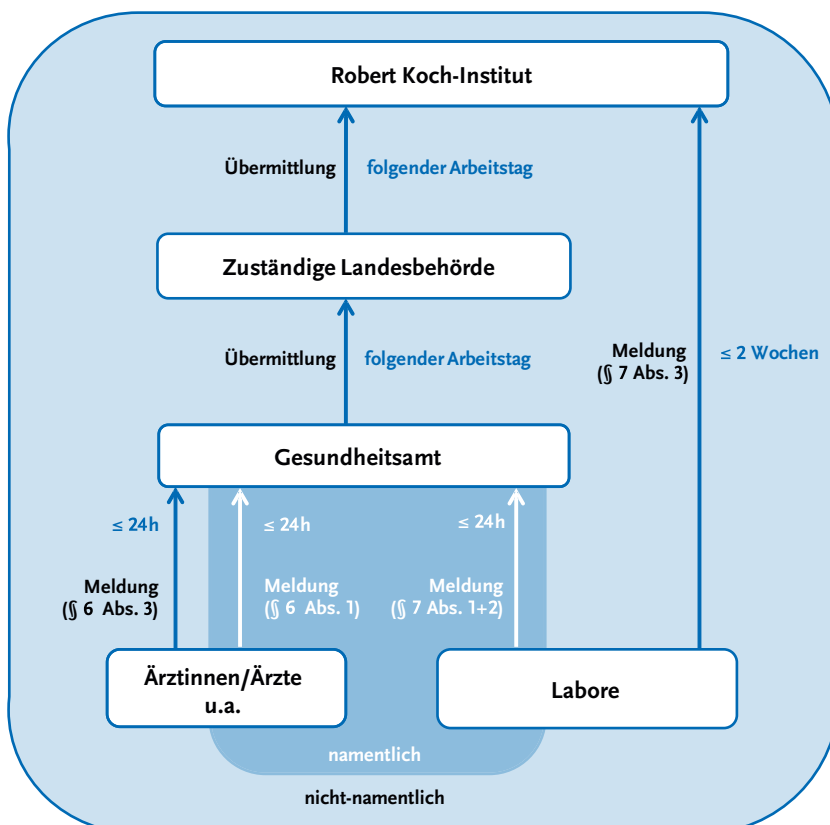 Robert Koch-Institut
Übermittlung folgender Arbeitstag
Zuständige Landesbehörde
Übermittlung folgender Arbeitstag
Meldung
(§ 7 Abs. 3)
≤ 2 Wochen
Gesundheitsamt
≤ 24h
≤ 24h
≤ 24h
Meldung
(§ 6 Abs. 3)
Meldung
(§ 6 Abs. 1)
Meldung
(§ 7 Abs. 1+2)
Ärztinnen/Ärzte
u.a.
Labore
namentlich
nicht-namentlich